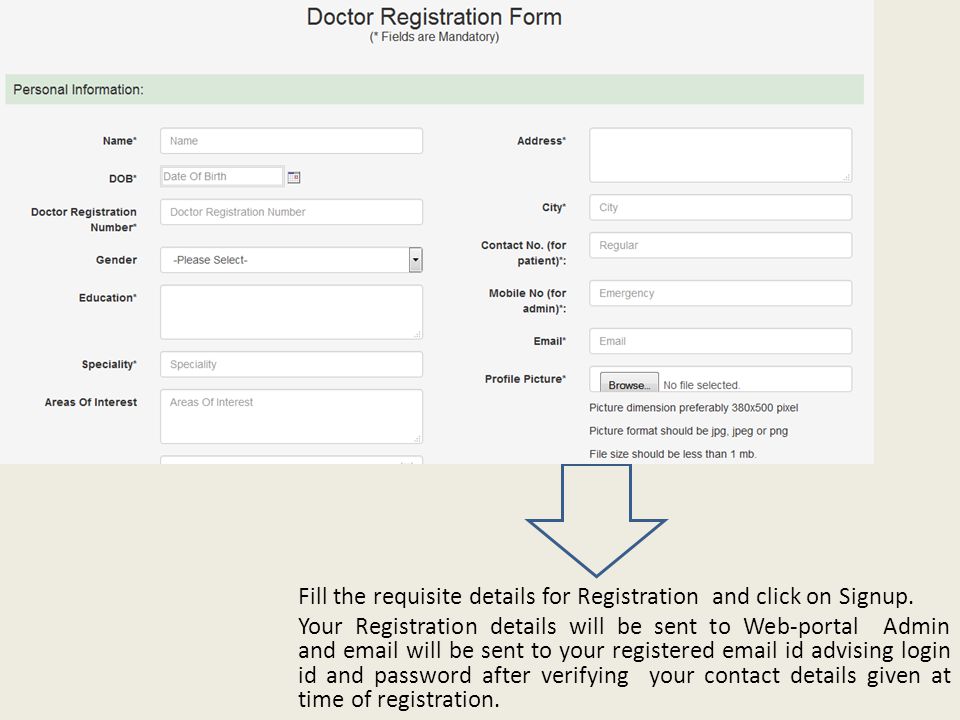 Doctor Registration Form
(* Fields are Mandatory)
Personal Information:
Name*
Name
DOB*
Date Of Birth
Doctor Registration
Number*
Doctor Registration Number
Gender
-Please Select-
Education*
Speciality*
Speciality
Areas Of Interest
Areas Of Interest
Address*
City*
City
Contact No. (for
patient)*:
Regular
Mobile No (for
admin)*:
Emergency
Email*
Email
Profile Picture*
Browse... No file selected.
Picture dimension preferably 380x500 pixel
Picture format should be jpg, jpeg or png
File size should be less than 1 mb.
Fill the requisite details for Registration and click on Signup.
Your Registration details will be sent to Web-portal Admin
and email will be sent to your registered email id advising login
id and password after verifying your contact details given at
time of registration.